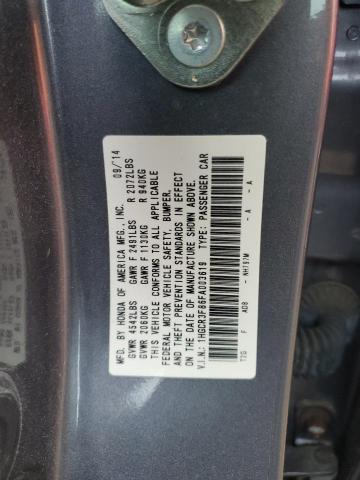 MFD. BY HONDA OF AMERICA MFG., INC. 09/14
GVWR 4542LBS GAWR F 2491LBS R 2072LBS
GVWR 2060KG GAWR F 1130KG R 940KG
THIS VEHICLE CONFORMS TO ALL APPLICABLE
FEDERAL MOTOR VEHICLE SAFETY, BUMPER,
AND THEFT PREVENTION STANDARDS IN EFFECT
ON THE DATE OF MANUFACTURE SHOWN ABOVE.
V.I.N.: 1HGCR3F86FA003619 TYPE: PASSENGER CAR
T2G F AD8 - NH797M - A - A